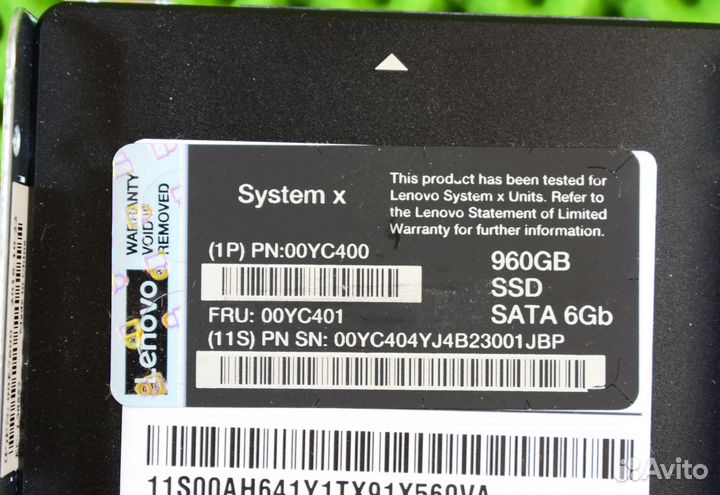 WARRANTY
VOID IF
REMOVED
Lenovo
System x
This product has been tested for
Lenovo System x Units. Refer to
the Lenovo Statement of Limited
Warranty for further information.
(1P) PN:00YC400
960GB
SSD
SATA 6Gb
FRU: 00YC401
(11S) PN SN: 00YC404YJ4B23001JBP
11S00AH641Y1TX91X560VA
Avito